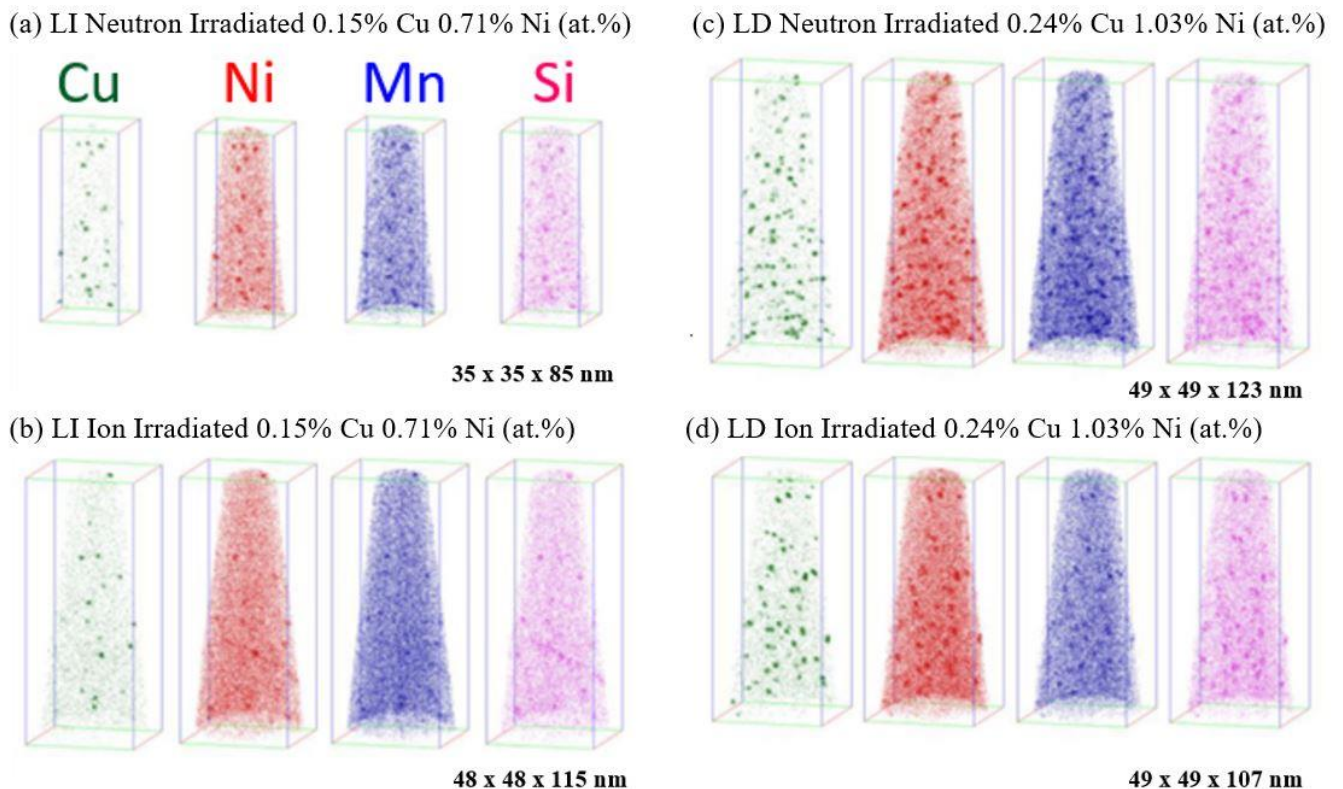 (a) LI Neutron Irradiated 0.15% Cu 0.71% Ni (at.%)
Cu Ni Mn Si
35 x 35 x 85 nm
(b) LI Ion Irradiated 0.15% Cu 0.71% Ni (at.%)
48 x 48 x 115 nm
(c) LD Neutron Irradiated 0.24% Cu 1.03% Ni (at.%)
49 x 49 x 123 nm
(d) LD Ion Irradiated 0.24% Cu 1.03% Ni (at.%)
49 x 49 x 107 nm